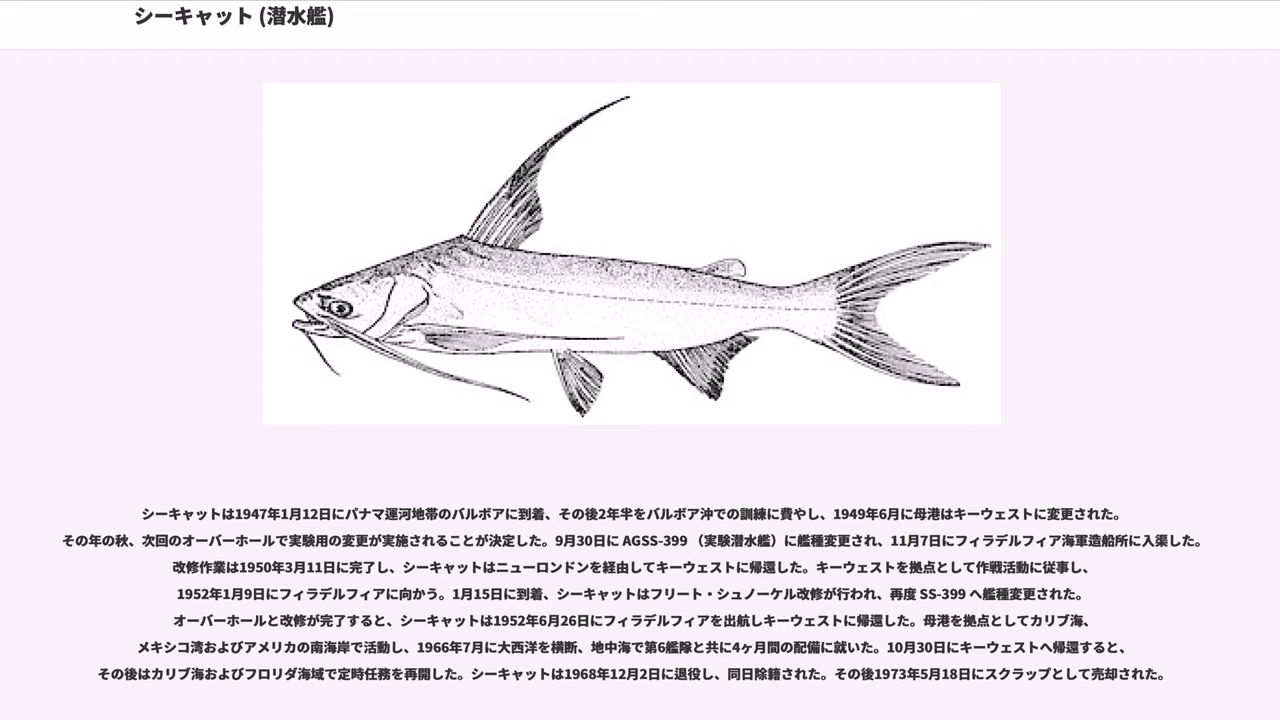 シーキャット (潜水艦)
シーキャットは1947年1月12日にパナマ運河地帯のバルボアに到着、その後2年半をバルボア沖での訓練に費やし、1949年6月に母港はキーウェストに変更された。
その年の秋、次回のオーバーホールで実験用の変更が実施されることが決定した。9月30日に AGSS-399 （実験潜水艦）に艦種変更され、11月7日にフィラデルフィア海軍造船所に入渠した。
改修作業は1950年3月11日に完了し、シーキャットはニューロンドンを経由してキーウェストに帰還した。キーウェストを拠点として作戦活動に従事し、
1952年1月9日にフィラデルフィアに向かう。1月15日に到着、シーキャットはフリート・シュノーケル改修が行われ、再度 SS-399 へ艦種変更された。
オーバーホールと改修が完了すると、シーキャットは1952年6月26日にフィラデルフィアを出航しキーウェストに帰還した。母港を拠点としてカリブ海、
メキシコ湾およびアメリカの南海岸で活動し、1966年7月に大西洋を横断、地中海で第6艦隊と共に4ヶ月間の配備に就いた。10月30日にキーウェストへ帰還すると、
その後はカリブ海およびフロリダ海域で定時任務を再開した。シーキャットは1968年12月2日に退役し、同日除籍された。その後1973年5月18日にスクラップとして売却された。